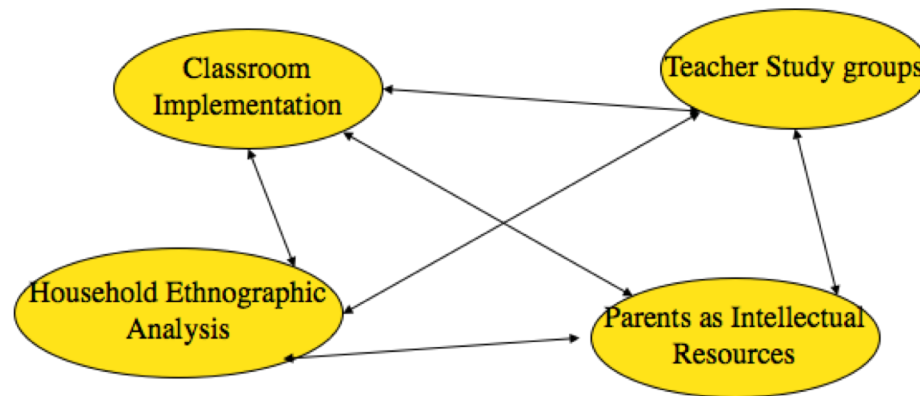 Classroom
Implementation
Teacher Study groups
Household Ethnographic
Analysis
Parents as Intellectual
Resources